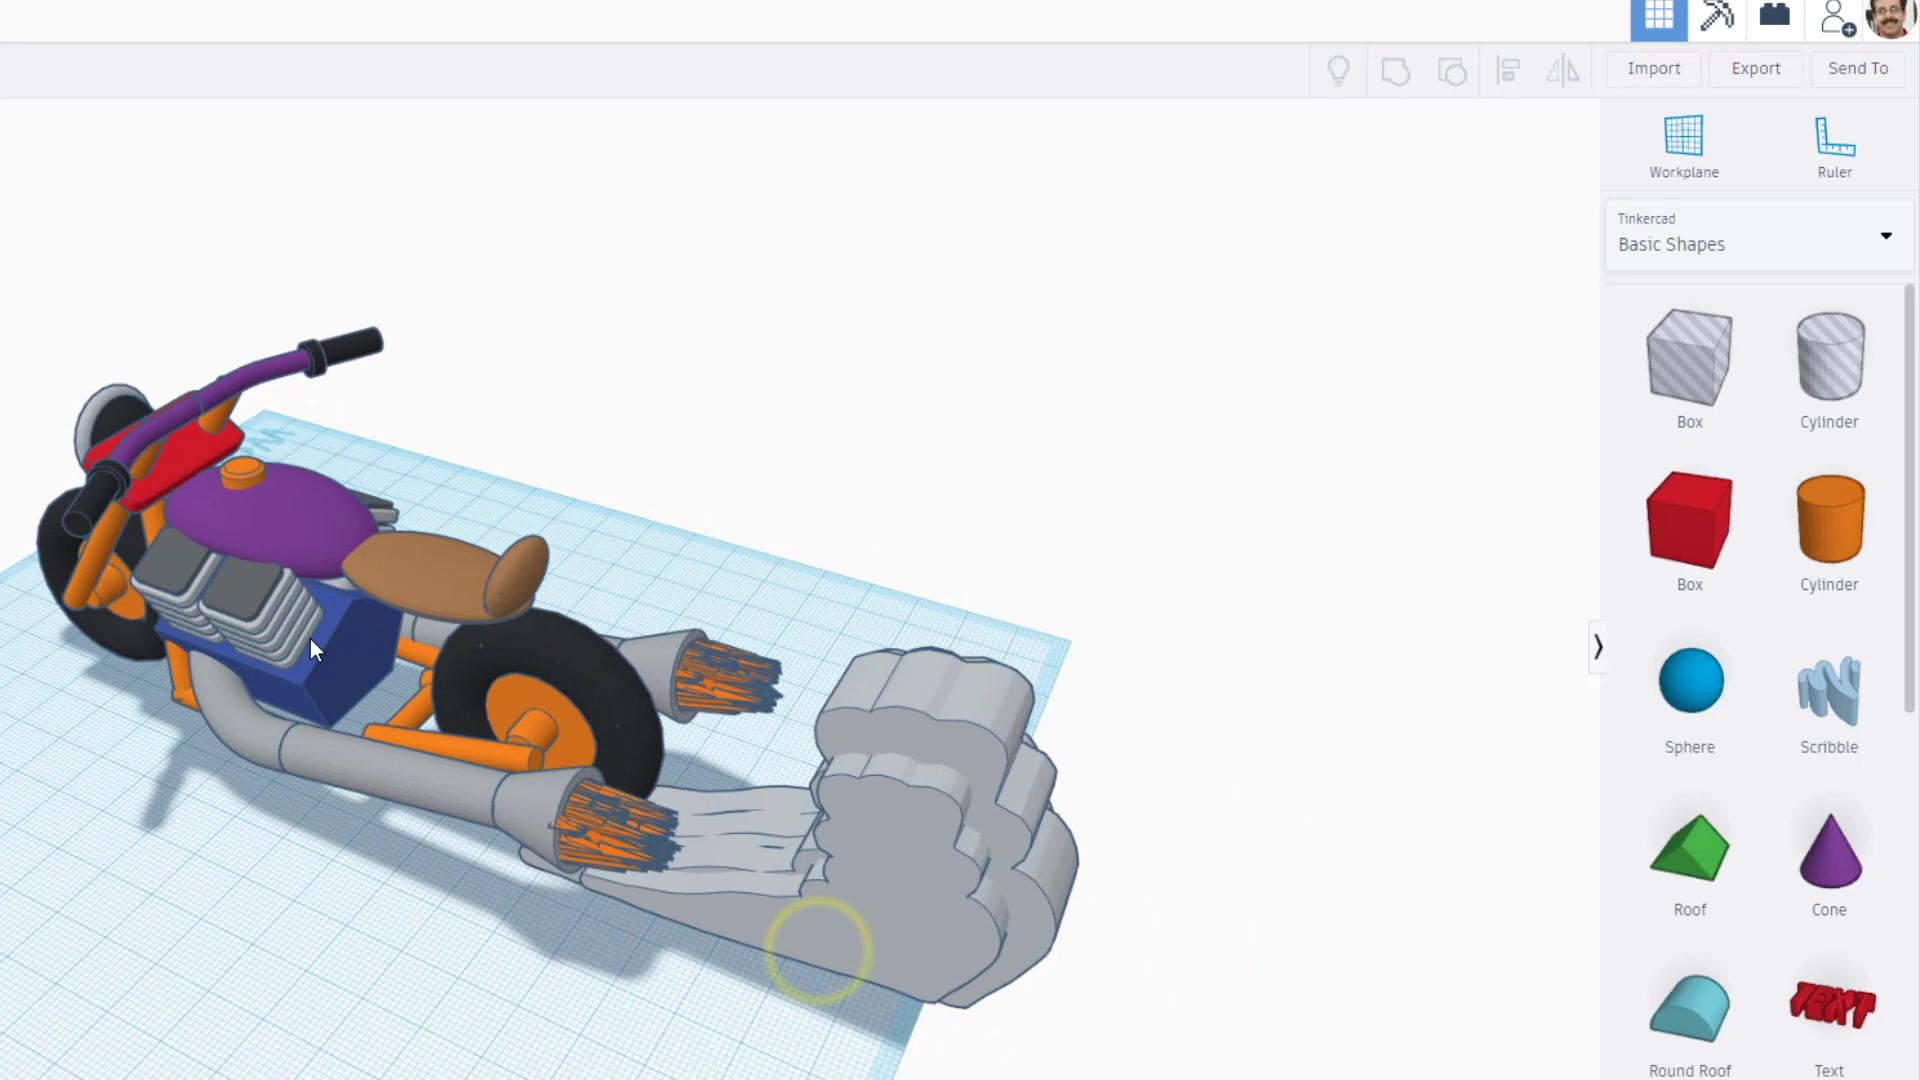 Import
Export
Send To
Workplane
Ruler
Tinkercad
Basic Shapes
Box
Cylinder
Box
Cylinder
Sphere
Scribble
Roof
Cone
TEXT
Round Roof
Text